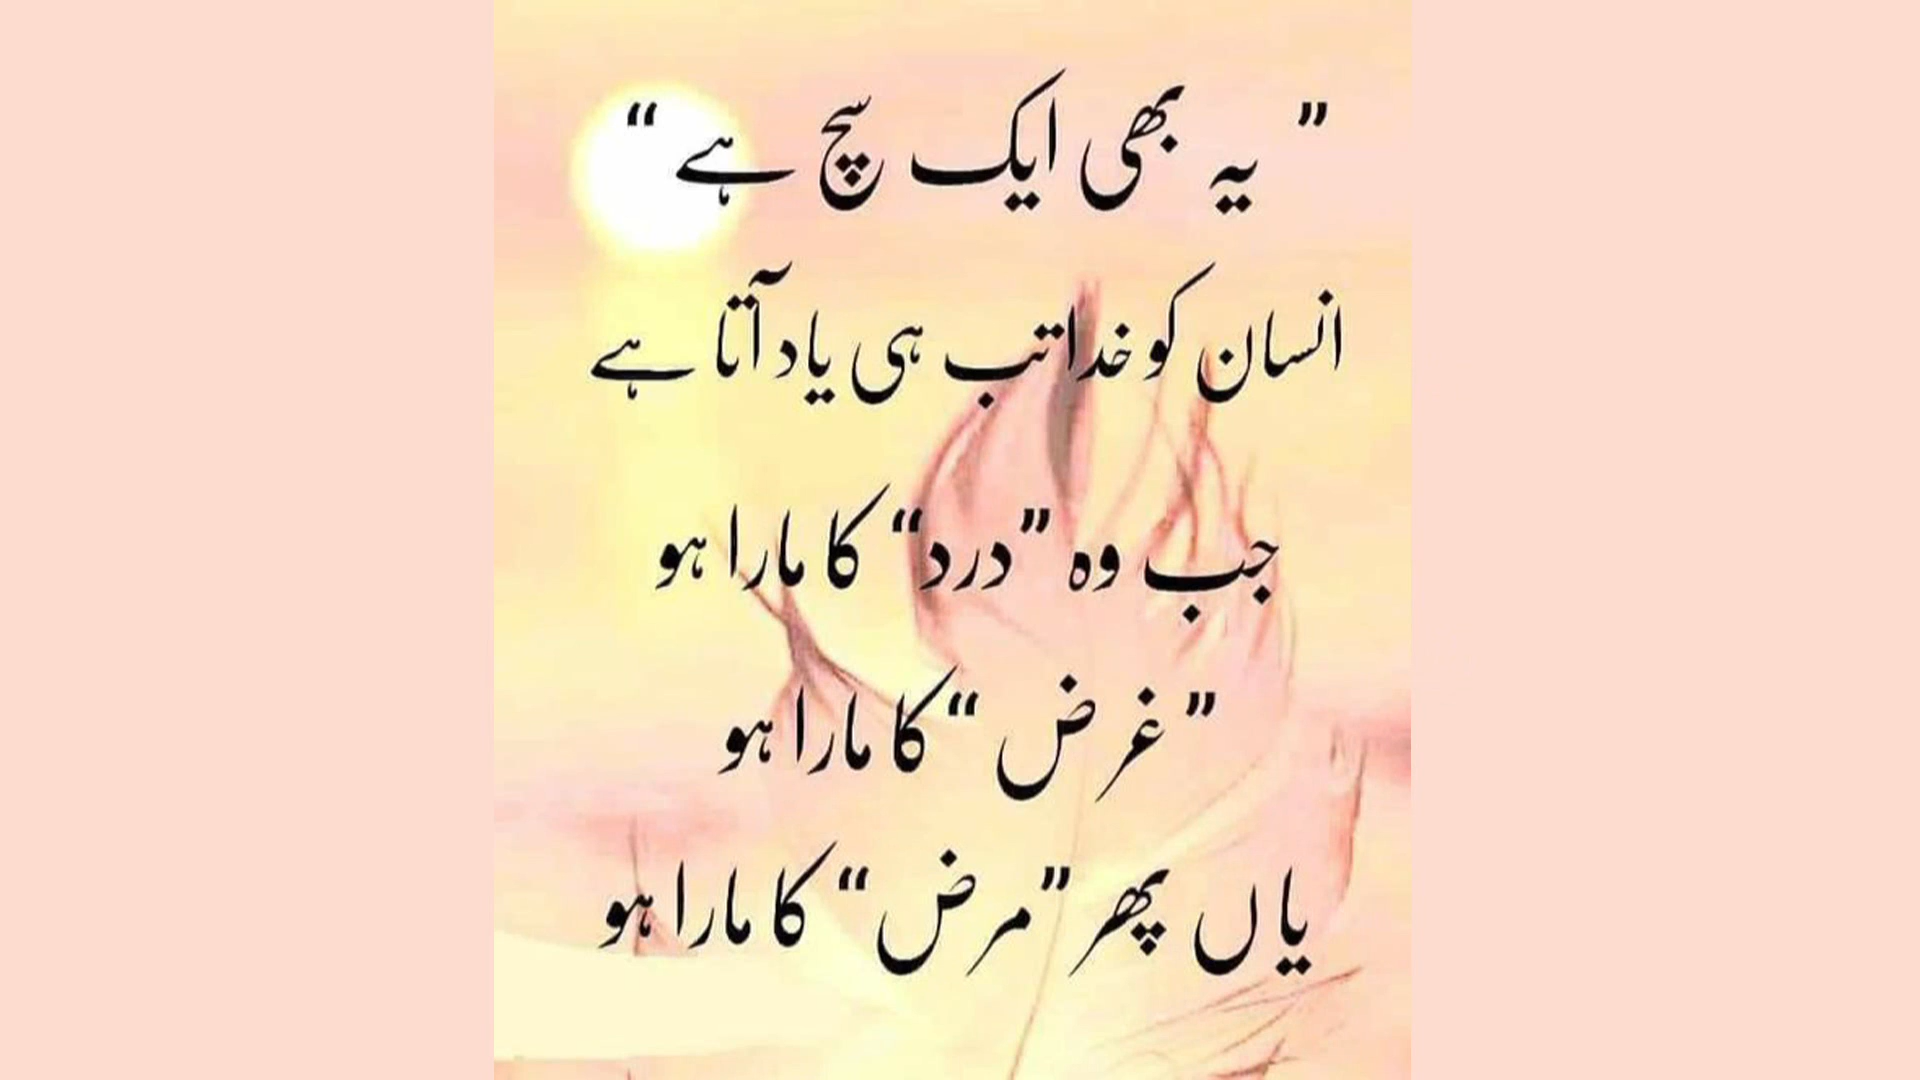 ” یہ بھی ایک سچ ہے “
انسان کو خدا تب ہی یاد آتا ہے
جب وہ ”درد“ کا مارا ہو
”غرض“ کا مارا ہو
یاں پھر ”مرض“ کا مارا ہو